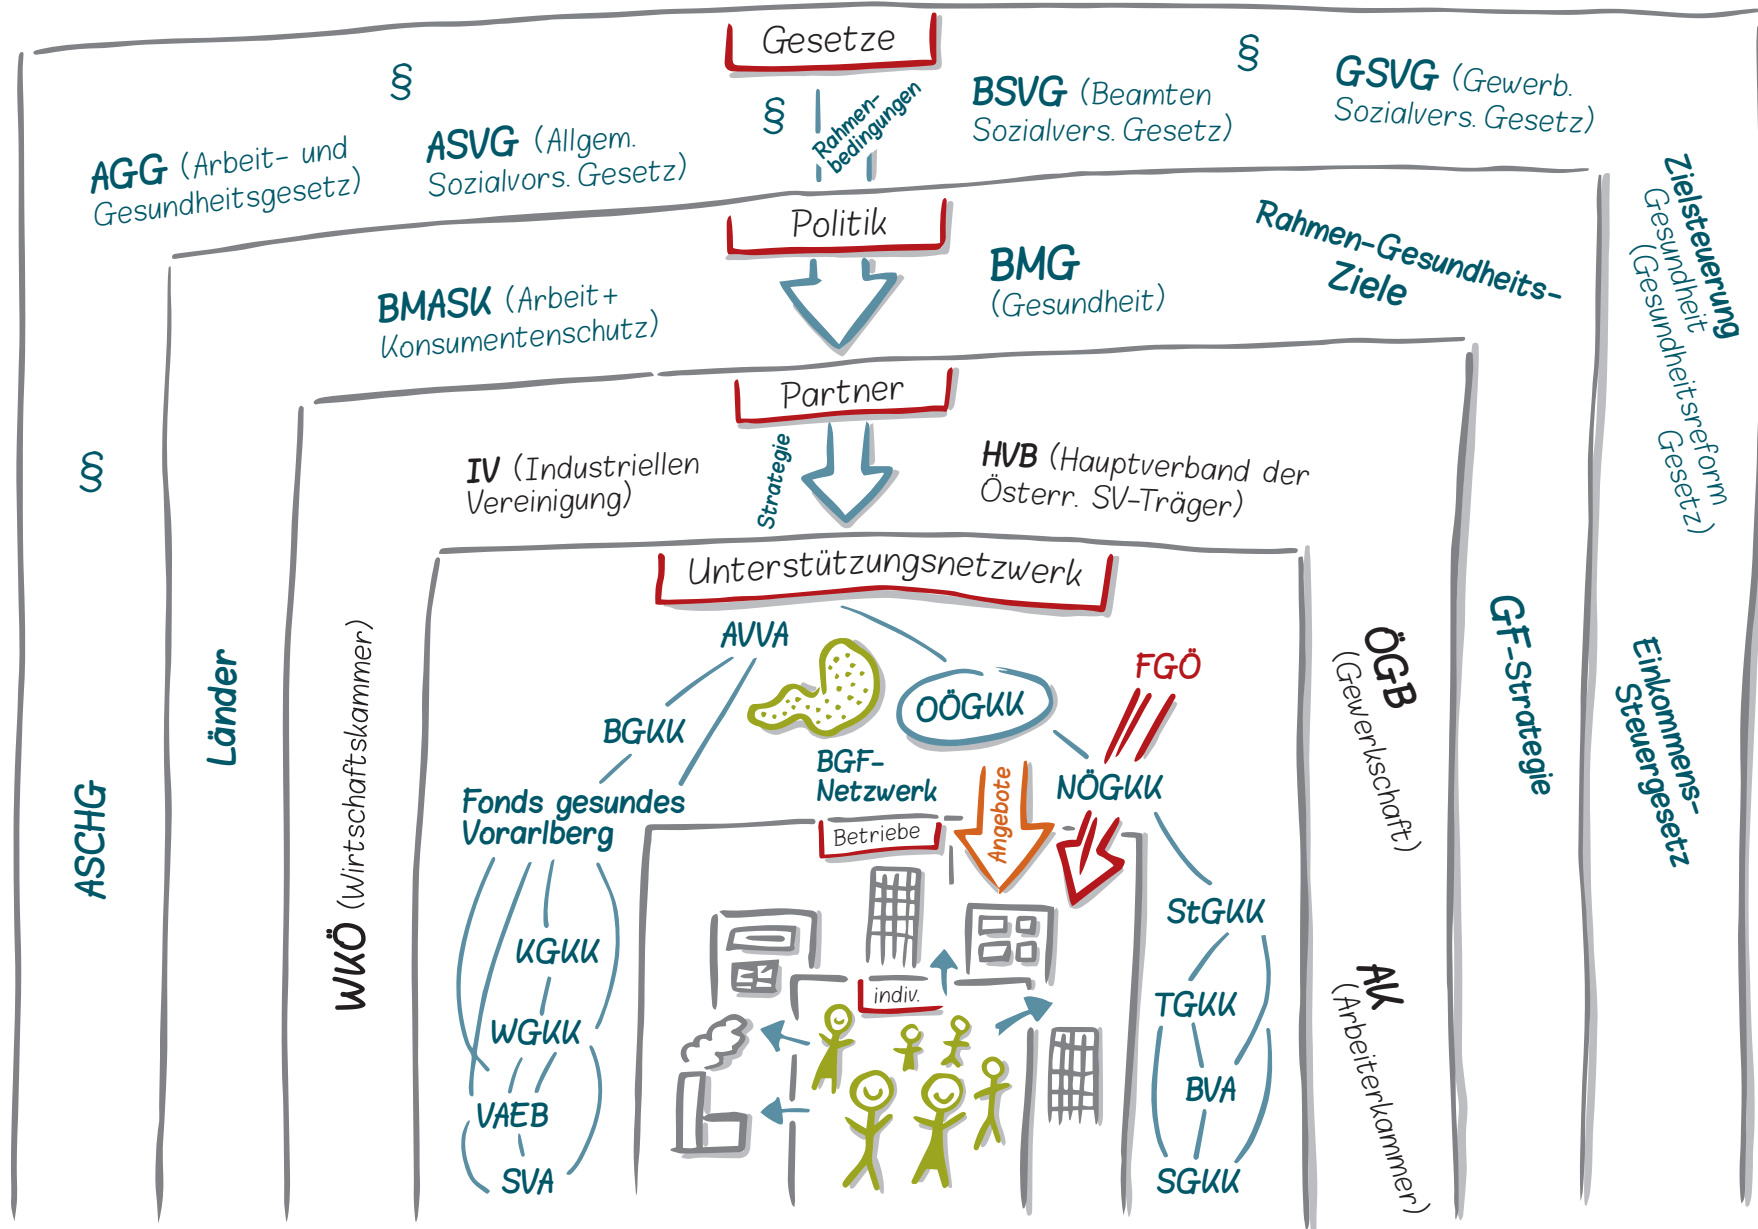 Gesetze
§
§
§
AGG (Arbeit- und
Gesundheitsgesetz)
ASVG (Allgem.
Sozialvors. Gesetz)
Rahmen-
bedingungen
BSVG (Beamten
Sozialvers. Gesetz)
GSVG (Gewerb.
Sozialvers. Gesetz)
Zielsteuerung
Gesundheit
(Gesundheitsreform
Gesetz)
Politik
BMASK (Arbeit+
Konsumentenschutz)
BMG
(Gesundheit)
Rahmen-Gesundheits-
Ziele
Partner
§
IV (Industriellen
Vereinigung)
Strategie
HVB (Hauptverband der
Österr. SV-Träger)
Unterstützungsnetzwerk
ASCHG
Länder
WKÖ (Wirtschaftskammer)
ÖGB
(Gewerkschaft)
AK
(Arbeiterkammer)
GF-Strategie
Einkommens-
Steuergesetz
AVVA
BGKK
OÖGKK
FGÖ
Fonds gesundes
Vorarlberg
BGF-
Netzwerk
NÖGKK
Betriebe
Angebote
KGKK
WGKK
VAEB
SVA
StGKK
TGKK
BVA
SGKK
indiv.